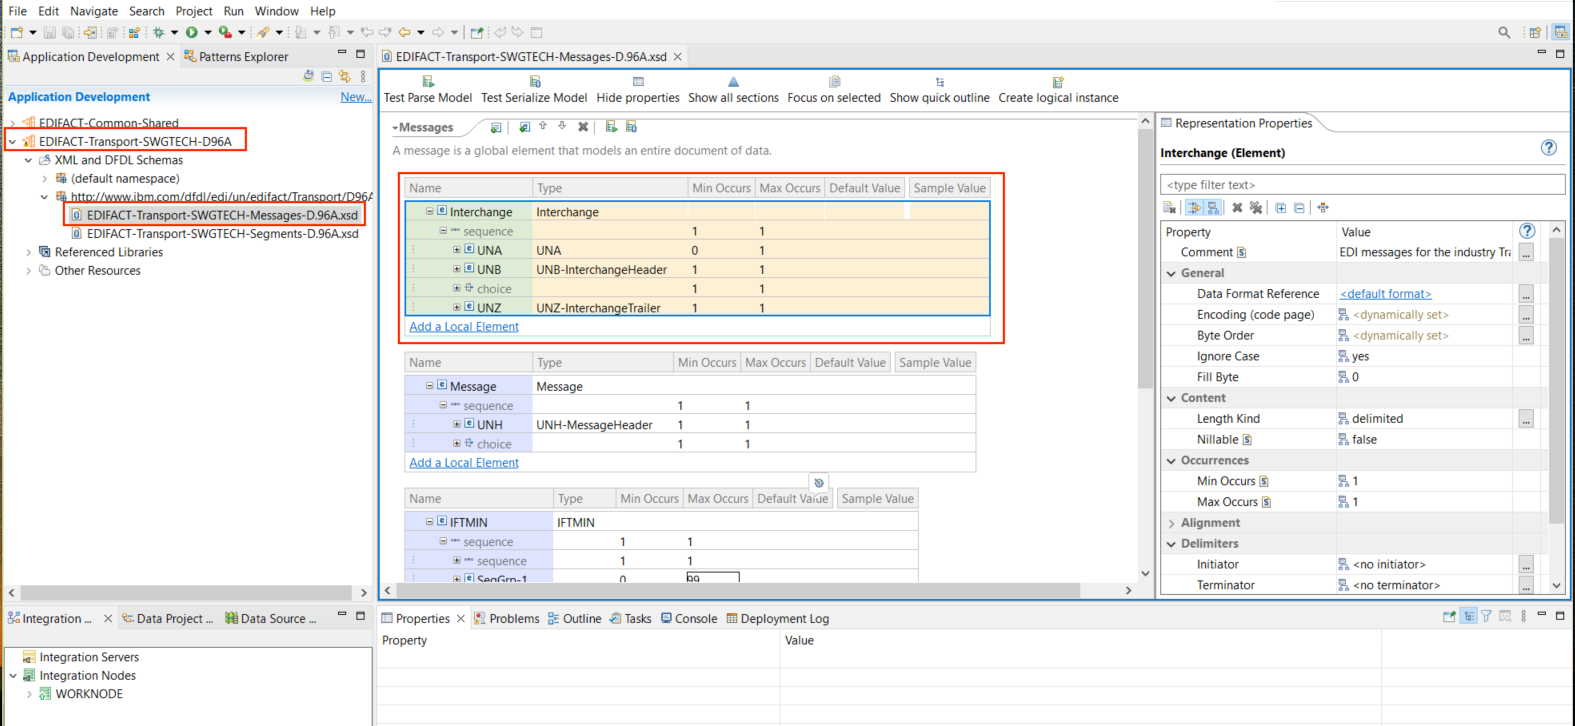 File Edit Navigate Search Project Run Window Help
Application Development
Patterns Explorer
Application Development New...
EDIFACT-Common-Shared
EDIFACT-Transport-SWGTECH-D96A
XML and DFDL Schemas
(default namespace)
http://www.ibm.com/dfdl/edi/un/edifact/Transport/D96A
EDIFACT-Transport-SWGTECH-Messages-D.96A.xsd
EDIFACT-Transport-SWGTECH-Segments-D.96A.xsd
Referenced Libraries
Other Resources
EDIFACT-Transport-SWGTECH-Messages-D.96A.xsd
Test Parse Model Test Serialize Model Hide properties Show all sections Focus on selected Show quick outline Create logical instance
Messages
A message is a global element that models an entire document of data.
Name Type Min Occurs Max Occurs Default Value Sample Value
Interchange Interchange
sequence 1 1
UNA UNA 0 1
UNB UNB-InterchangeHeader 1 1
choice 1 1
UNZ UNZ-InterchangeTrailer 1 1
Add a Local Element
Name Type Min Occurs Max Occurs Default Value Sample Value
Message Message
sequence 1 1
UNH UNH-MessageHeader 1 1
choice 1 1
Add a Local Element
Name Type Min Occurs Max Occurs Default Value Sample Value
IFTMIN IFTMIN
sequence 1 1
sequence 1 1
SegGrp-1 0 99
Representation Properties
Interchange (Element)
<type filter text>
Property Value
Comment EDI messages for the industry Tra
General
Data Format Reference <default format>
Encoding (code page) <dynamically set>
Byte Order <dynamically set>
Ignore Case yes
Fill Byte 0
Content
Length Kind delimited
Nillable false
Occurrences
Min Occurs 1
Max Occurs 1
Alignment
Delimiters
Initiator <no initiator>
Terminator <no terminator>
Integration ... Data Project ... Data Source ...
Integration Servers
Integration Nodes
WORKNODE
Properties Problems Outline Tasks Console Deployment Log
Property Value